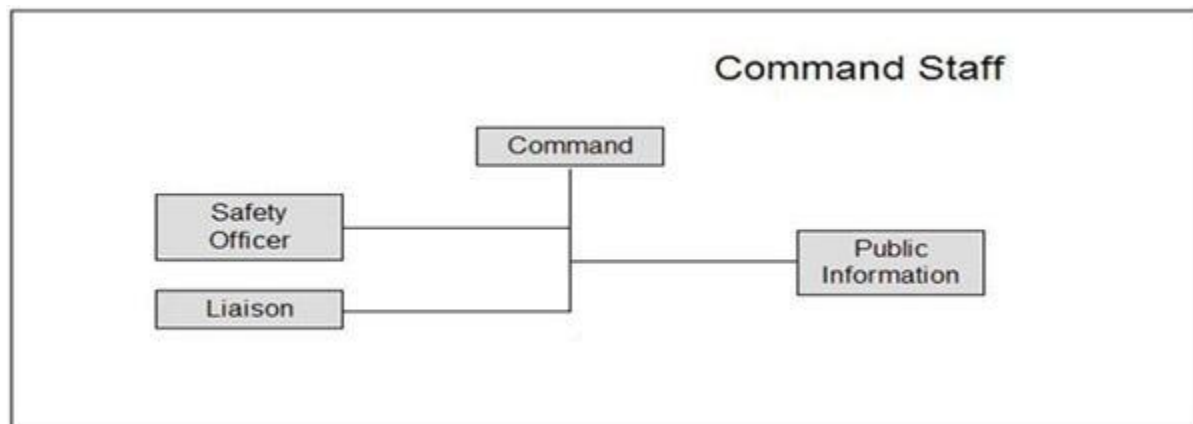 Command Staff
Command
Safety
Officer
Public
Information
Liaison